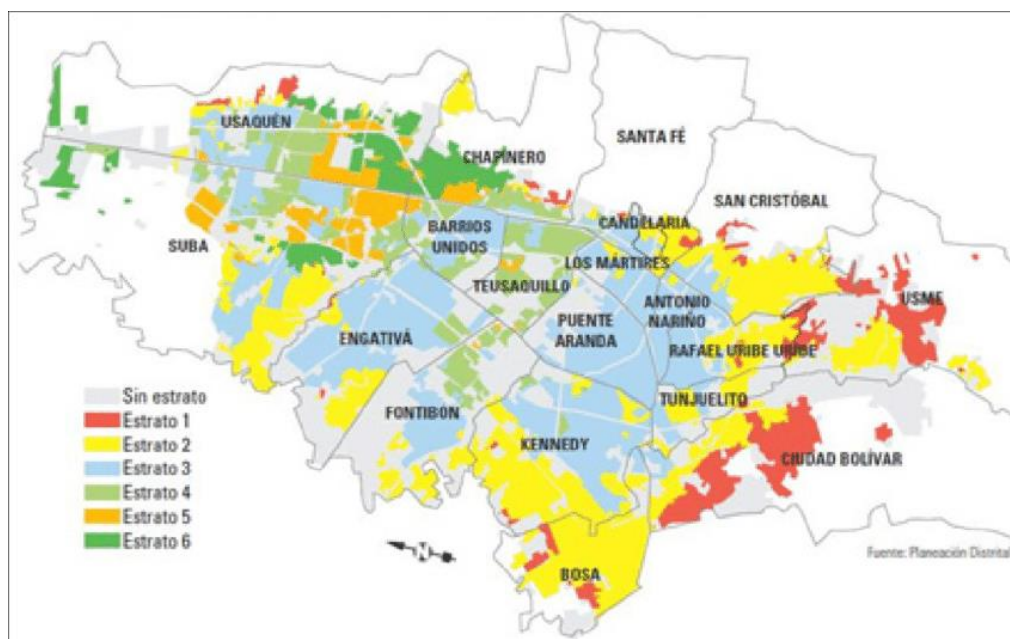 USAQUÉN
SANTA FÉ
CHAPINERO
SAN CRISTÓBAL
CANDELARIA
BARRIOS
UNIDOS
SUBA
LOS MÁRTIRES
TEUSAQUILLO
USME
ANTONIO
NARIÑO
PUENTE
ARANDA
ENGATIVÁ
RAFAEL URIBE URIBE
Sin estrato
Estrato 1
Estrato 2
Estrato 3
Estrato 4
Estrato 5
Estrato 6
TUNJUELITO
FONTIBÓN
KENNEDY
CIUDAD BOLÍVAR
N
Fuente: Planeación Distrital
BOSA